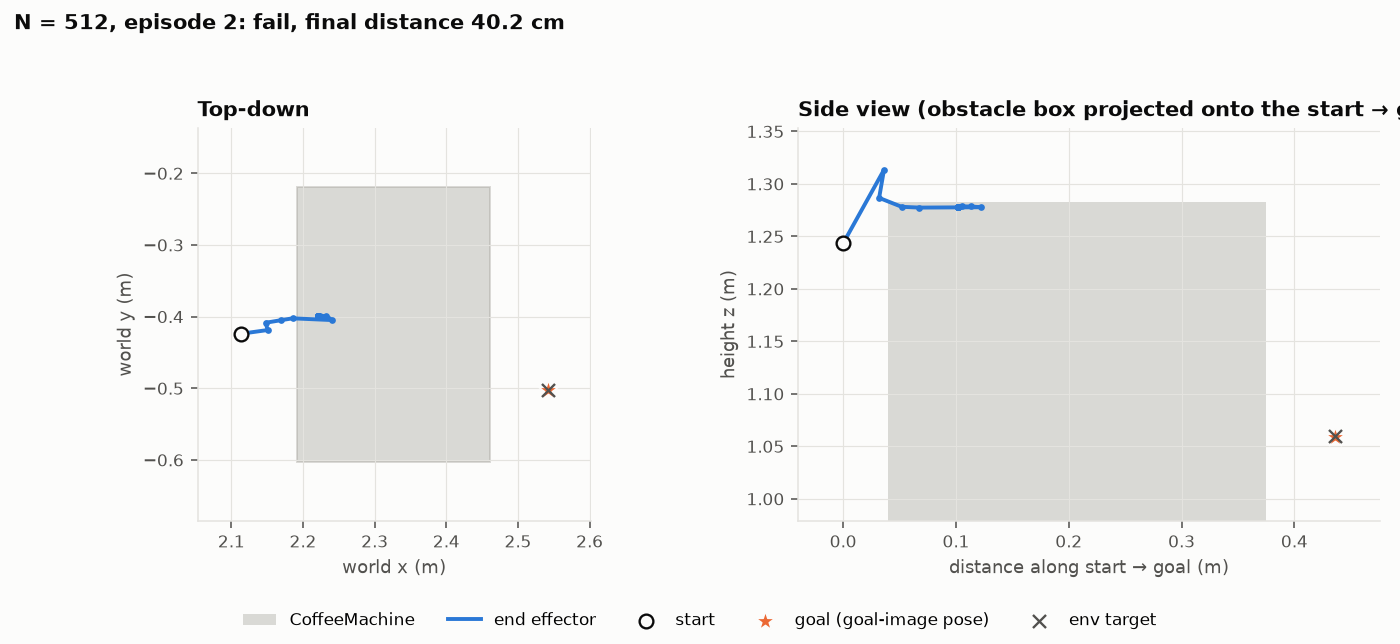 N = 512, episode 2: fail, final distance 40.2 cm
Top-down
Side view (obstacle box projected onto the start → g
−0.2
−0.3
−0.4
−0.5
−0.6
world y (m)
2.1 2.2 2.3 2.4 2.5 2.6
world x (m)
1.35
1.30
1.25
1.20
1.15
1.10
1.05
1.00
height z (m)
0.0 0.1 0.2 0.3 0.4
distance along start → goal (m)
CoffeeMachine end effector start goal (goal-image pose) env target